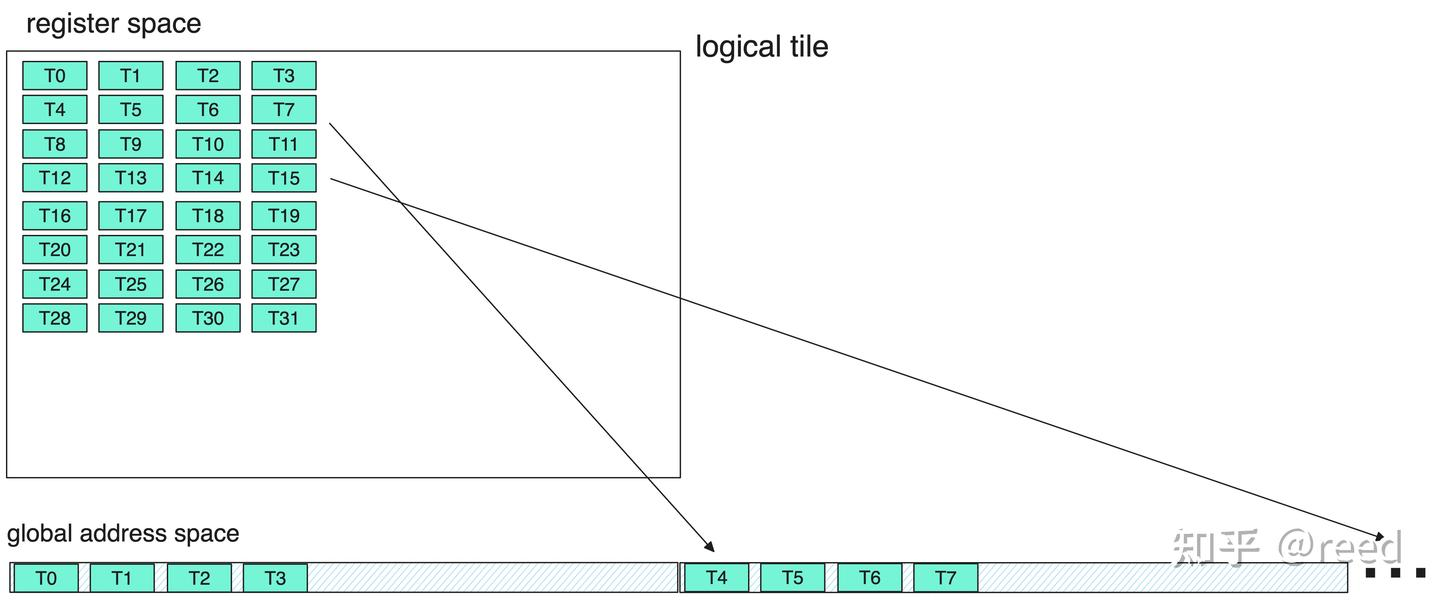 register space
logical tile
T0 T1 T2 T3
T4 T5 T6 T7
T8 T9 T10 T11
T12 T13 T14 T15
T16 T17 T18 T19
T20 T21 T22 T23
T24 T25 T26 T27
T28 T29 T30 T31
global address space
知乎 @reed
T0 T1 T2 T3 T4 T5 T6 T7